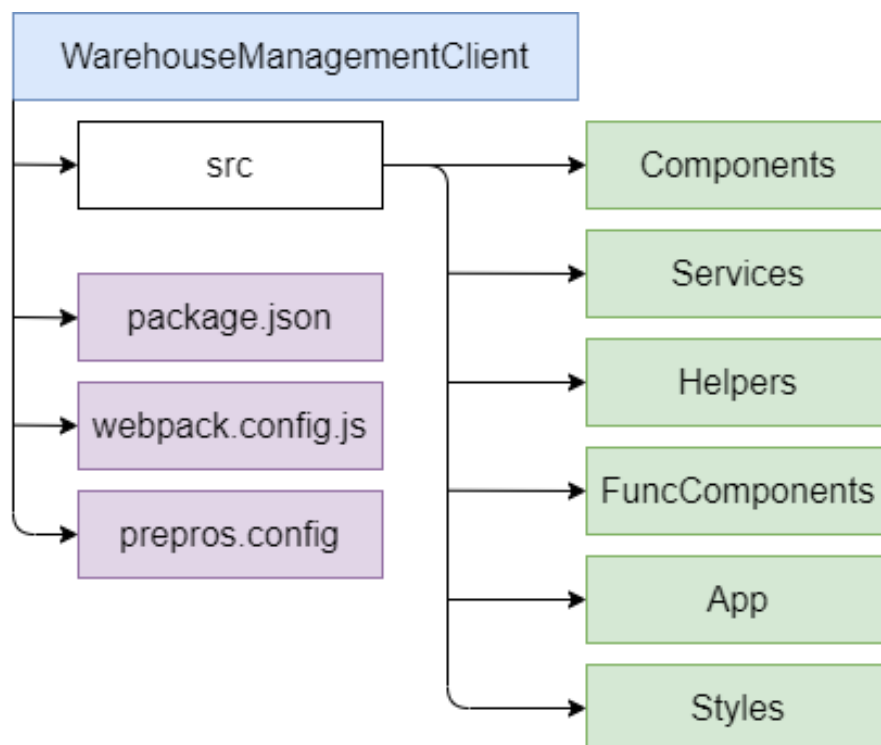 WarehouseManagementClient
src
package.json
webpack.config.js
prepros.config
Components
Services
Helpers
FuncComponents
App
Styles